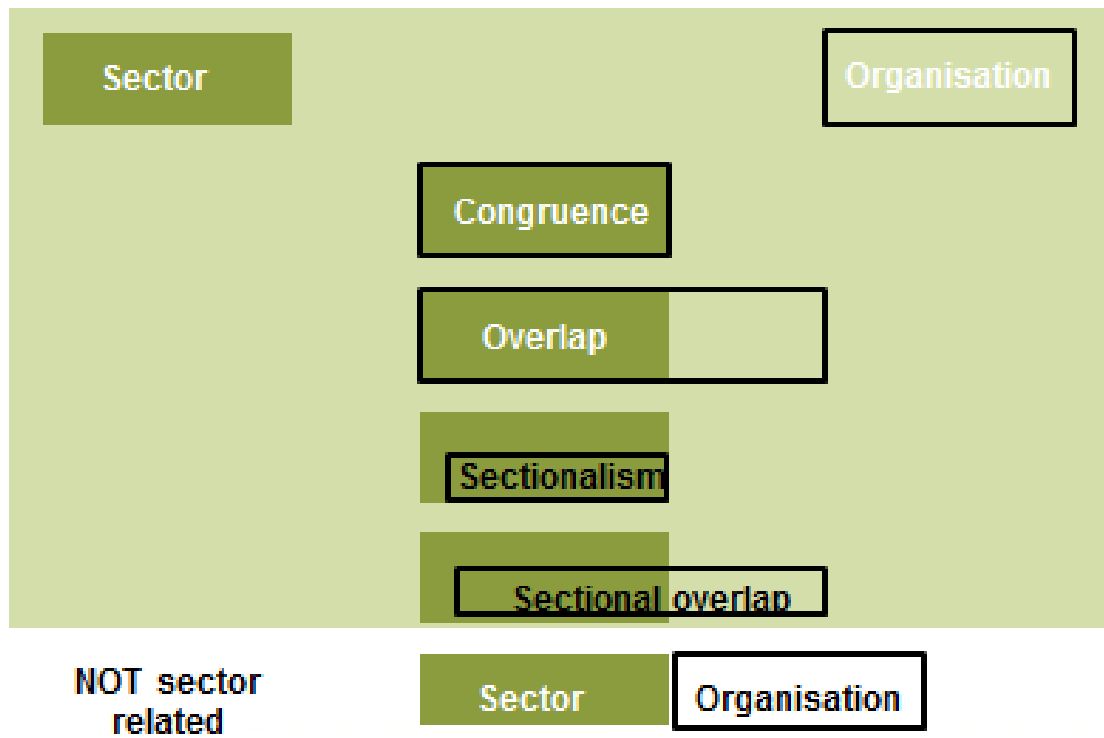 Sector
Organisation
Congruence
Overlap
Sectionalism
Sectional overlap
NOT sector
related
Sector
Organisation